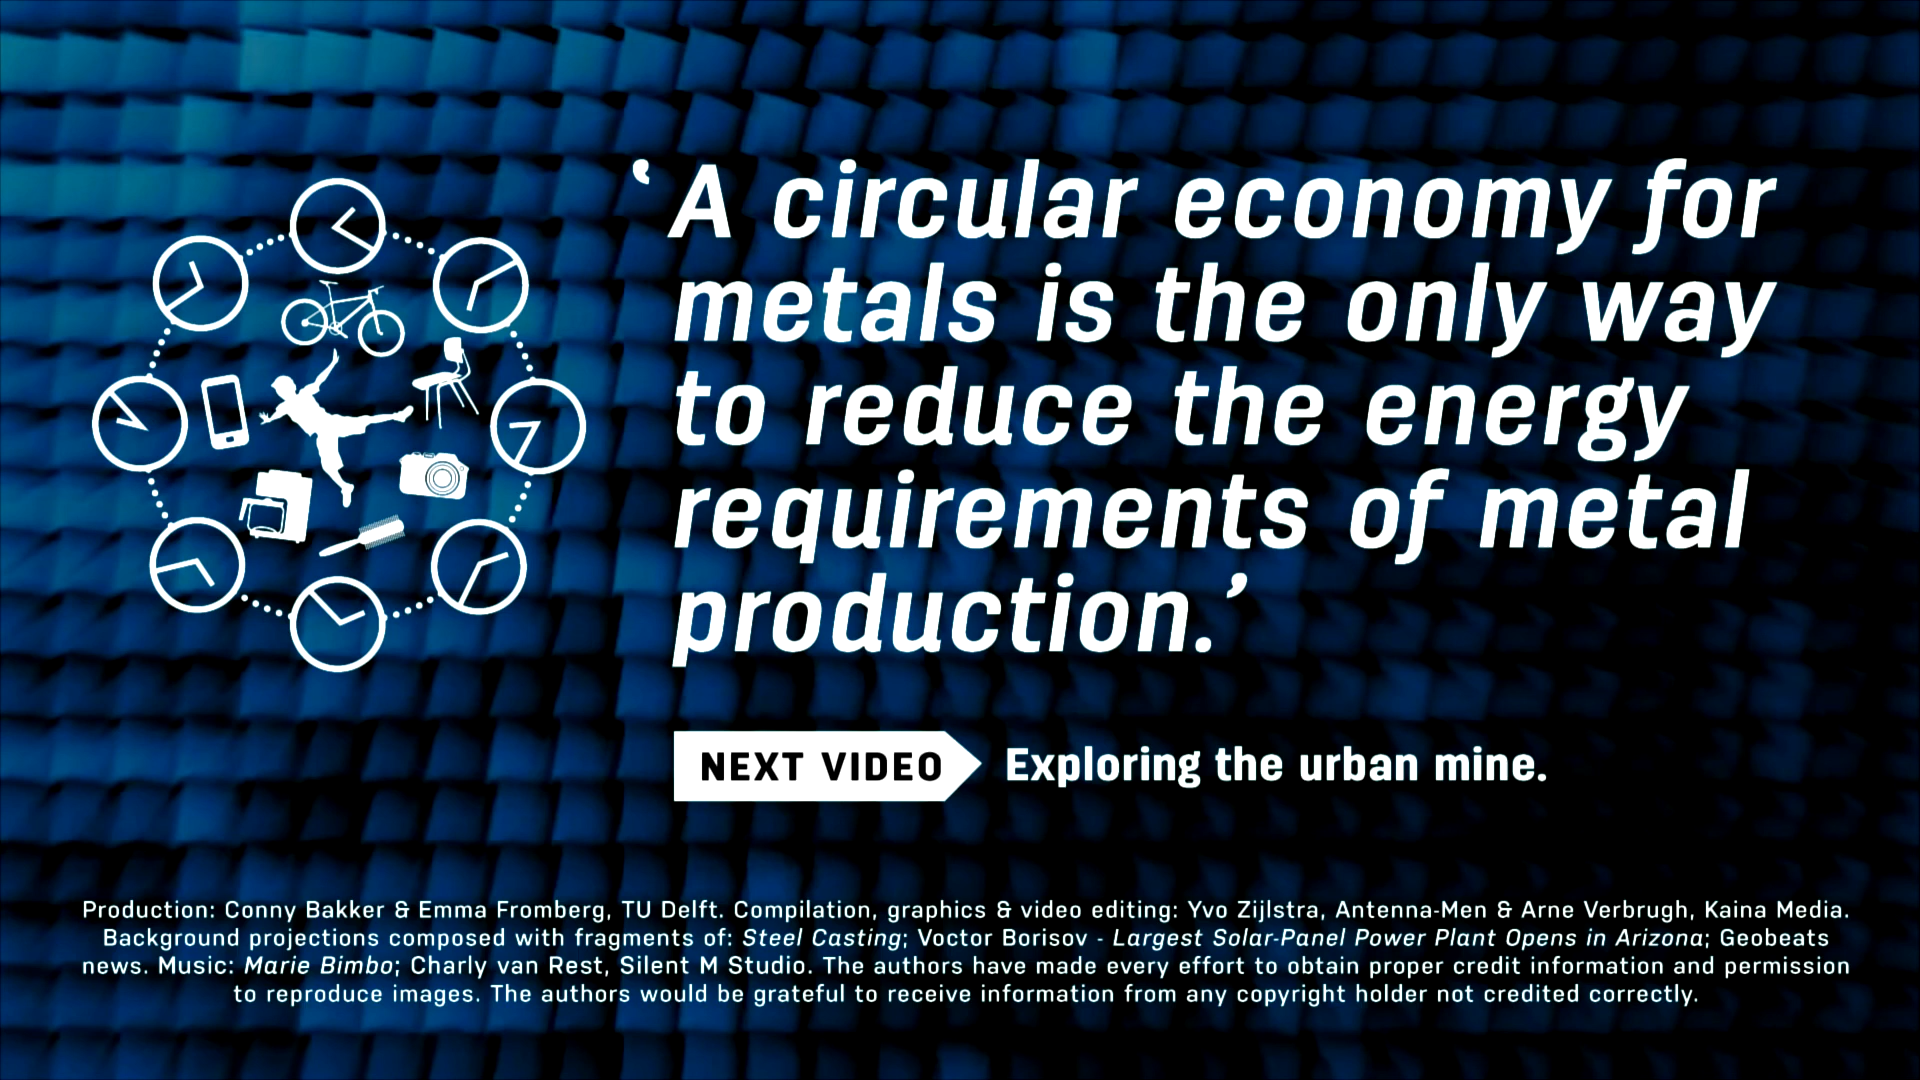 ‘A circular economy for
metals is the only way
to reduce the energy
requirements of metal
production.’
NEXT VIDEO Exploring the urban mine.
Production: Conny Bakker & Emma Fromberg, TU Delft. Compilation, graphics & video editing: Yvo Zijlstra, Antenna-Men & Arne Verbrugh, Kaina Media.
Background projections composed with fragments of: Steel Casting; Voctor Borisov - Largest Solar-Panel Power Plant Opens in Arizona; Geobeats
news. Music: Marie Bimbo; Charly van Rest, Silent M Studio. The authors have made every effort to obtain proper credit information and permission
to reproduce images. The authors would be grateful to receive information from any copyright holder not credited correctly.